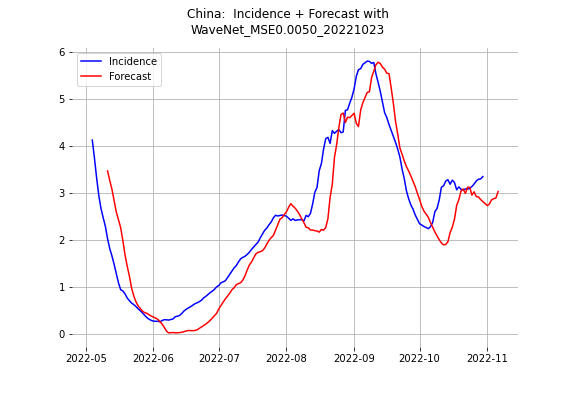 China:  Incidence + Forecast with
WaveNet_MSE0.0050_20221023
Incidence
Forecast
6
5
4
3
2
1
0
2022-05 2022-06 2022-07 2022-08 2022-09 2022-10 2022-11